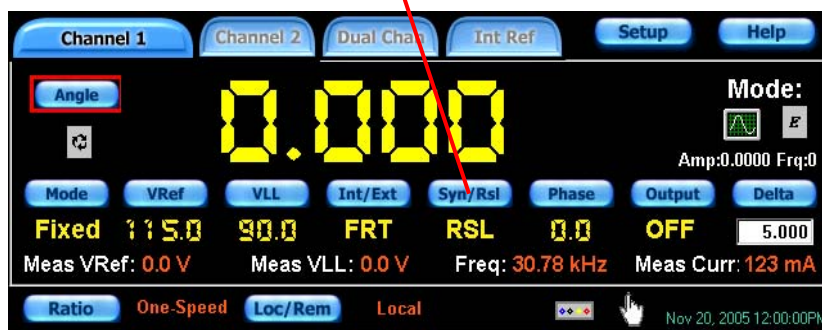 Channel 1 Channel 2 Dual Chan Int Ref Setup Help
Angle 0.000 Mode:
E
Amp:0.0000 Frq:0
Mode VRef VLL Int/Ext Syn/Rsl Phase Output Delta
Fixed 115.0 90.0 FRT RSL 0.0 OFF 5.000
Meas VRef: 0.0 V Meas VLL: 0.0 V Freq: 30.78 kHz Meas Curr: 123 mA
Ratio One-Speed Loc/Rem Local Nov 20, 2005 12:00:00PM